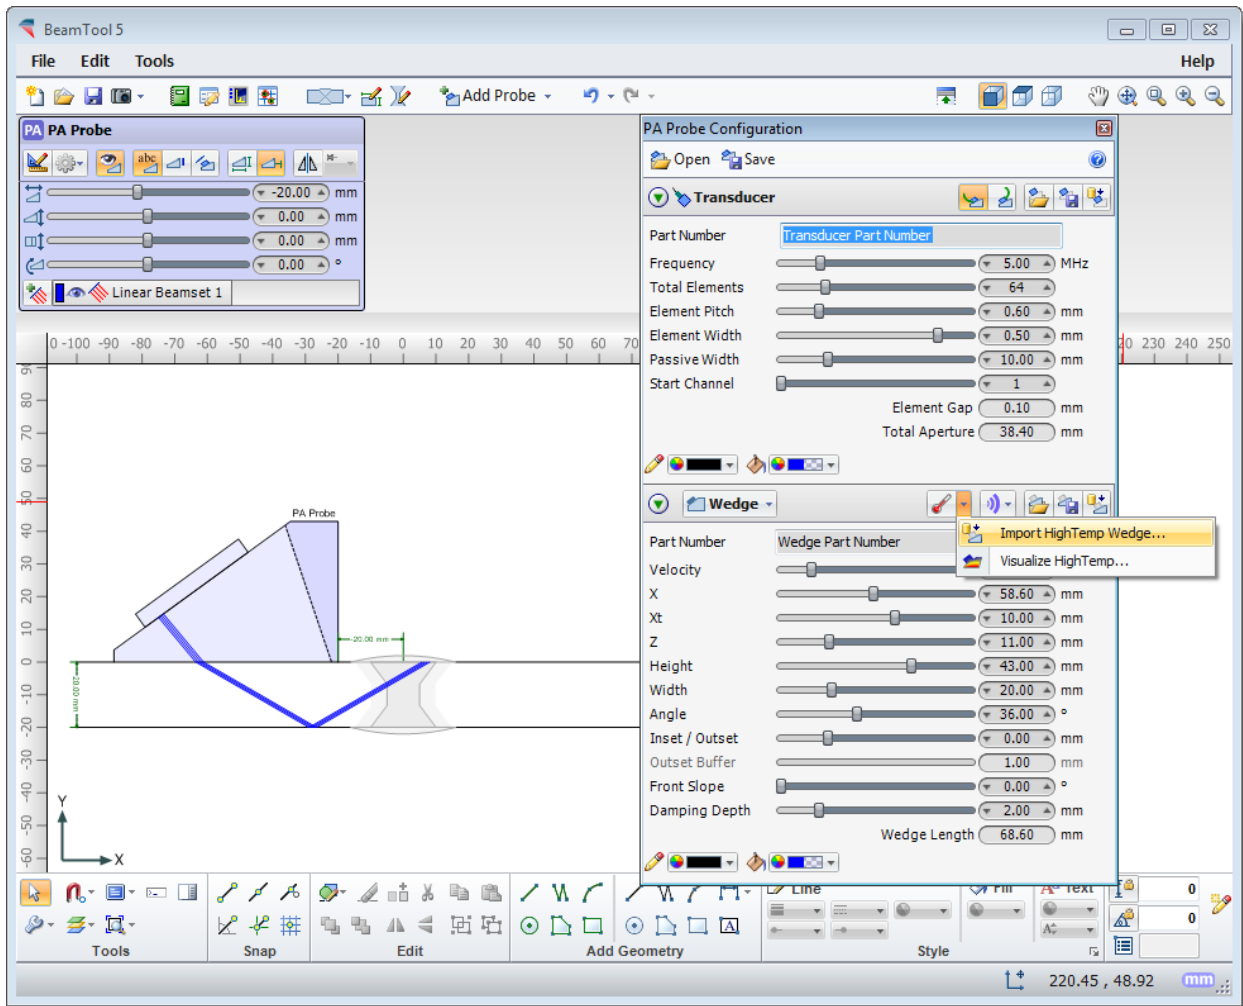 BeamTool 5
File Edit Tools Help
Add Probe
PA PA Probe
abc
-20.00 mm
0.00 mm
0.00 mm
0.00 °
Linear Beamset 1
PA Probe Configuration
Open Save
Transducer
Part Number Transducer Part Number
Frequency 5.00 MHz
Total Elements 64
Element Pitch 0.60 mm
Element Width 0.50 mm
Passive Width 10.00 mm
Start Channel 1
Element Gap 0.10 mm
Total Aperture 38.40 mm
Wedge
Import HighTemp Wedge...
Visualize HighTemp...
Part Number Wedge Part Number
Velocity
X 58.60 mm
Xt 10.00 mm
Z 11.00 mm
Height 43.00 mm
Width 20.00 mm
Angle 36.00 °
Inset / Outset 0.00 mm
Outset Buffer 1.00 mm
Front Slope 0.00 °
Damping Depth 2.00 mm
Wedge Length 68.60 mm
0 -100 -90 -80 -70 -60 -50 -40 -30 -20 -10 0 10 20 30 40 50 60 70 230 240 250
80
70
60
50
40
30
20
10
0
-10
-20
-30
-40
-50
-60
PA Probe
-20.00 mm
20.00 mm
Y
X
Line Fill Text
0
0
Tools Snap Edit Add Geometry Style
220.45 , 48.92 mm